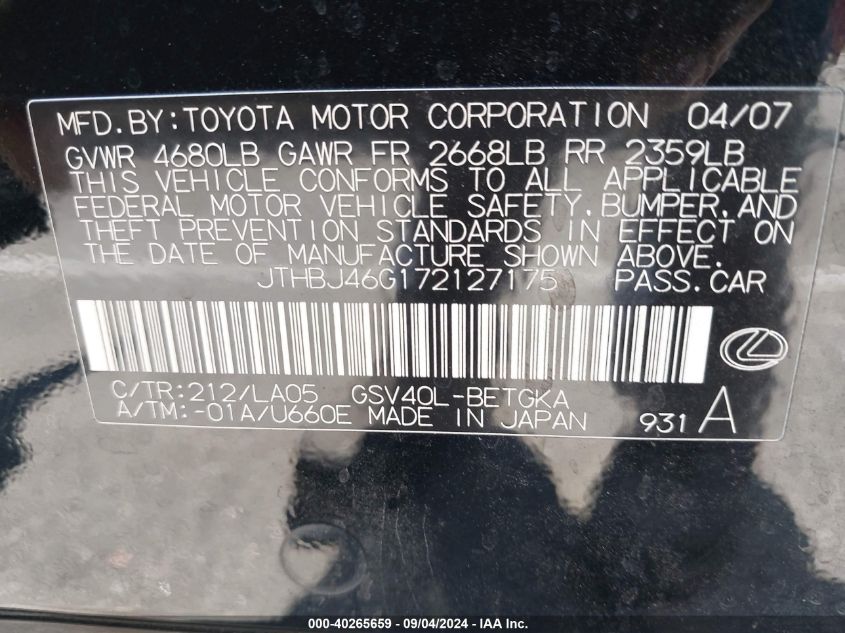 MFD.BY:TOYOTA MOTOR CORPORATION 04/07
GVWR 4680LB GAWR FR 2668LB RR 2359LB
THIS VEHICLE CONFORMS TO ALL APPLICABLE
FEDERAL MOTOR VEHICLE SAFETY,BUMPER,AND
THEFT PREVENTION STANDARDS IN EFFECT ON
THE DATE OF MANUFACTURE SHOWN ABOVE.
JTHBJ46G172127175 PASS.CAR
C/TR:212/LA05 GSV40L-BETGKA
A/TM:-01A/U660E MADE IN JAPAN 931 A
000-40265659 - 09/04/2024 - IAA Inc.